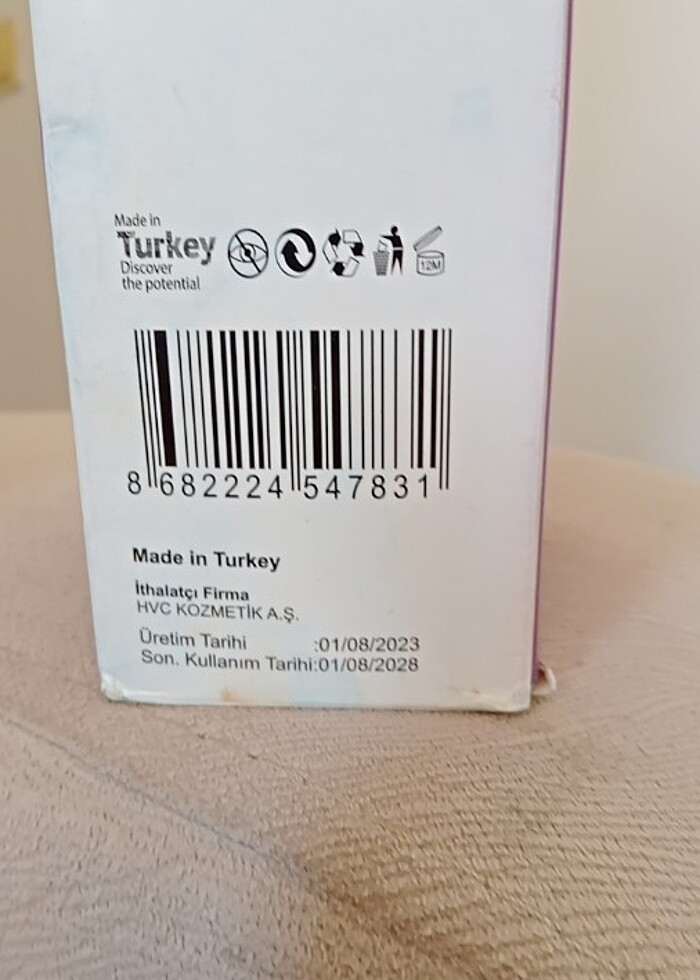 Made in
Turkey
Discover
the potential
12M
8 682224 547831
Made in Turkey
İthalatçı Firma
HVC KOZMETİK A.Ş.
Üretim Tarihi :01/08/2023
Son. Kullanım Tarihi:01/08/2028